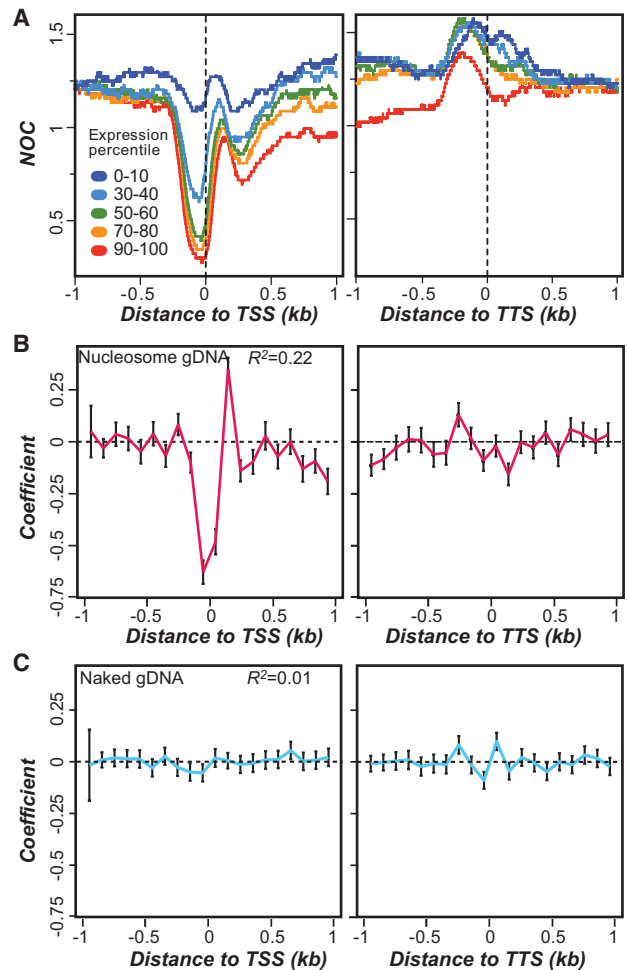 A
NOC
1.5
1
0.5
Expression
percentile
0-10
30-40
50-60
70-80
90-100
-1 -0.5 0 0.5 1
Distance to TSS (kb)
-1 -0.5 0 0.5 1
Distance to TTS (kb)
B
Nucleosome gDNA R²=0.22
Coefficient
0.25
0
-0.25
-0.5
-0.75
-1 -0.5 0 0.5 1
Distance to TSS (kb)
-1 -0.5 0 0.5 1
Distance to TTS (kb)
C
Naked gDNA R²=0.01
Coefficient
0.25
0
-0.25
-0.5
-0.75
-1 -0.5 0 0.5 1
Distance to TSS (kb)
-1 -0.5 0 0.5 1
Distance to TTS (kb)